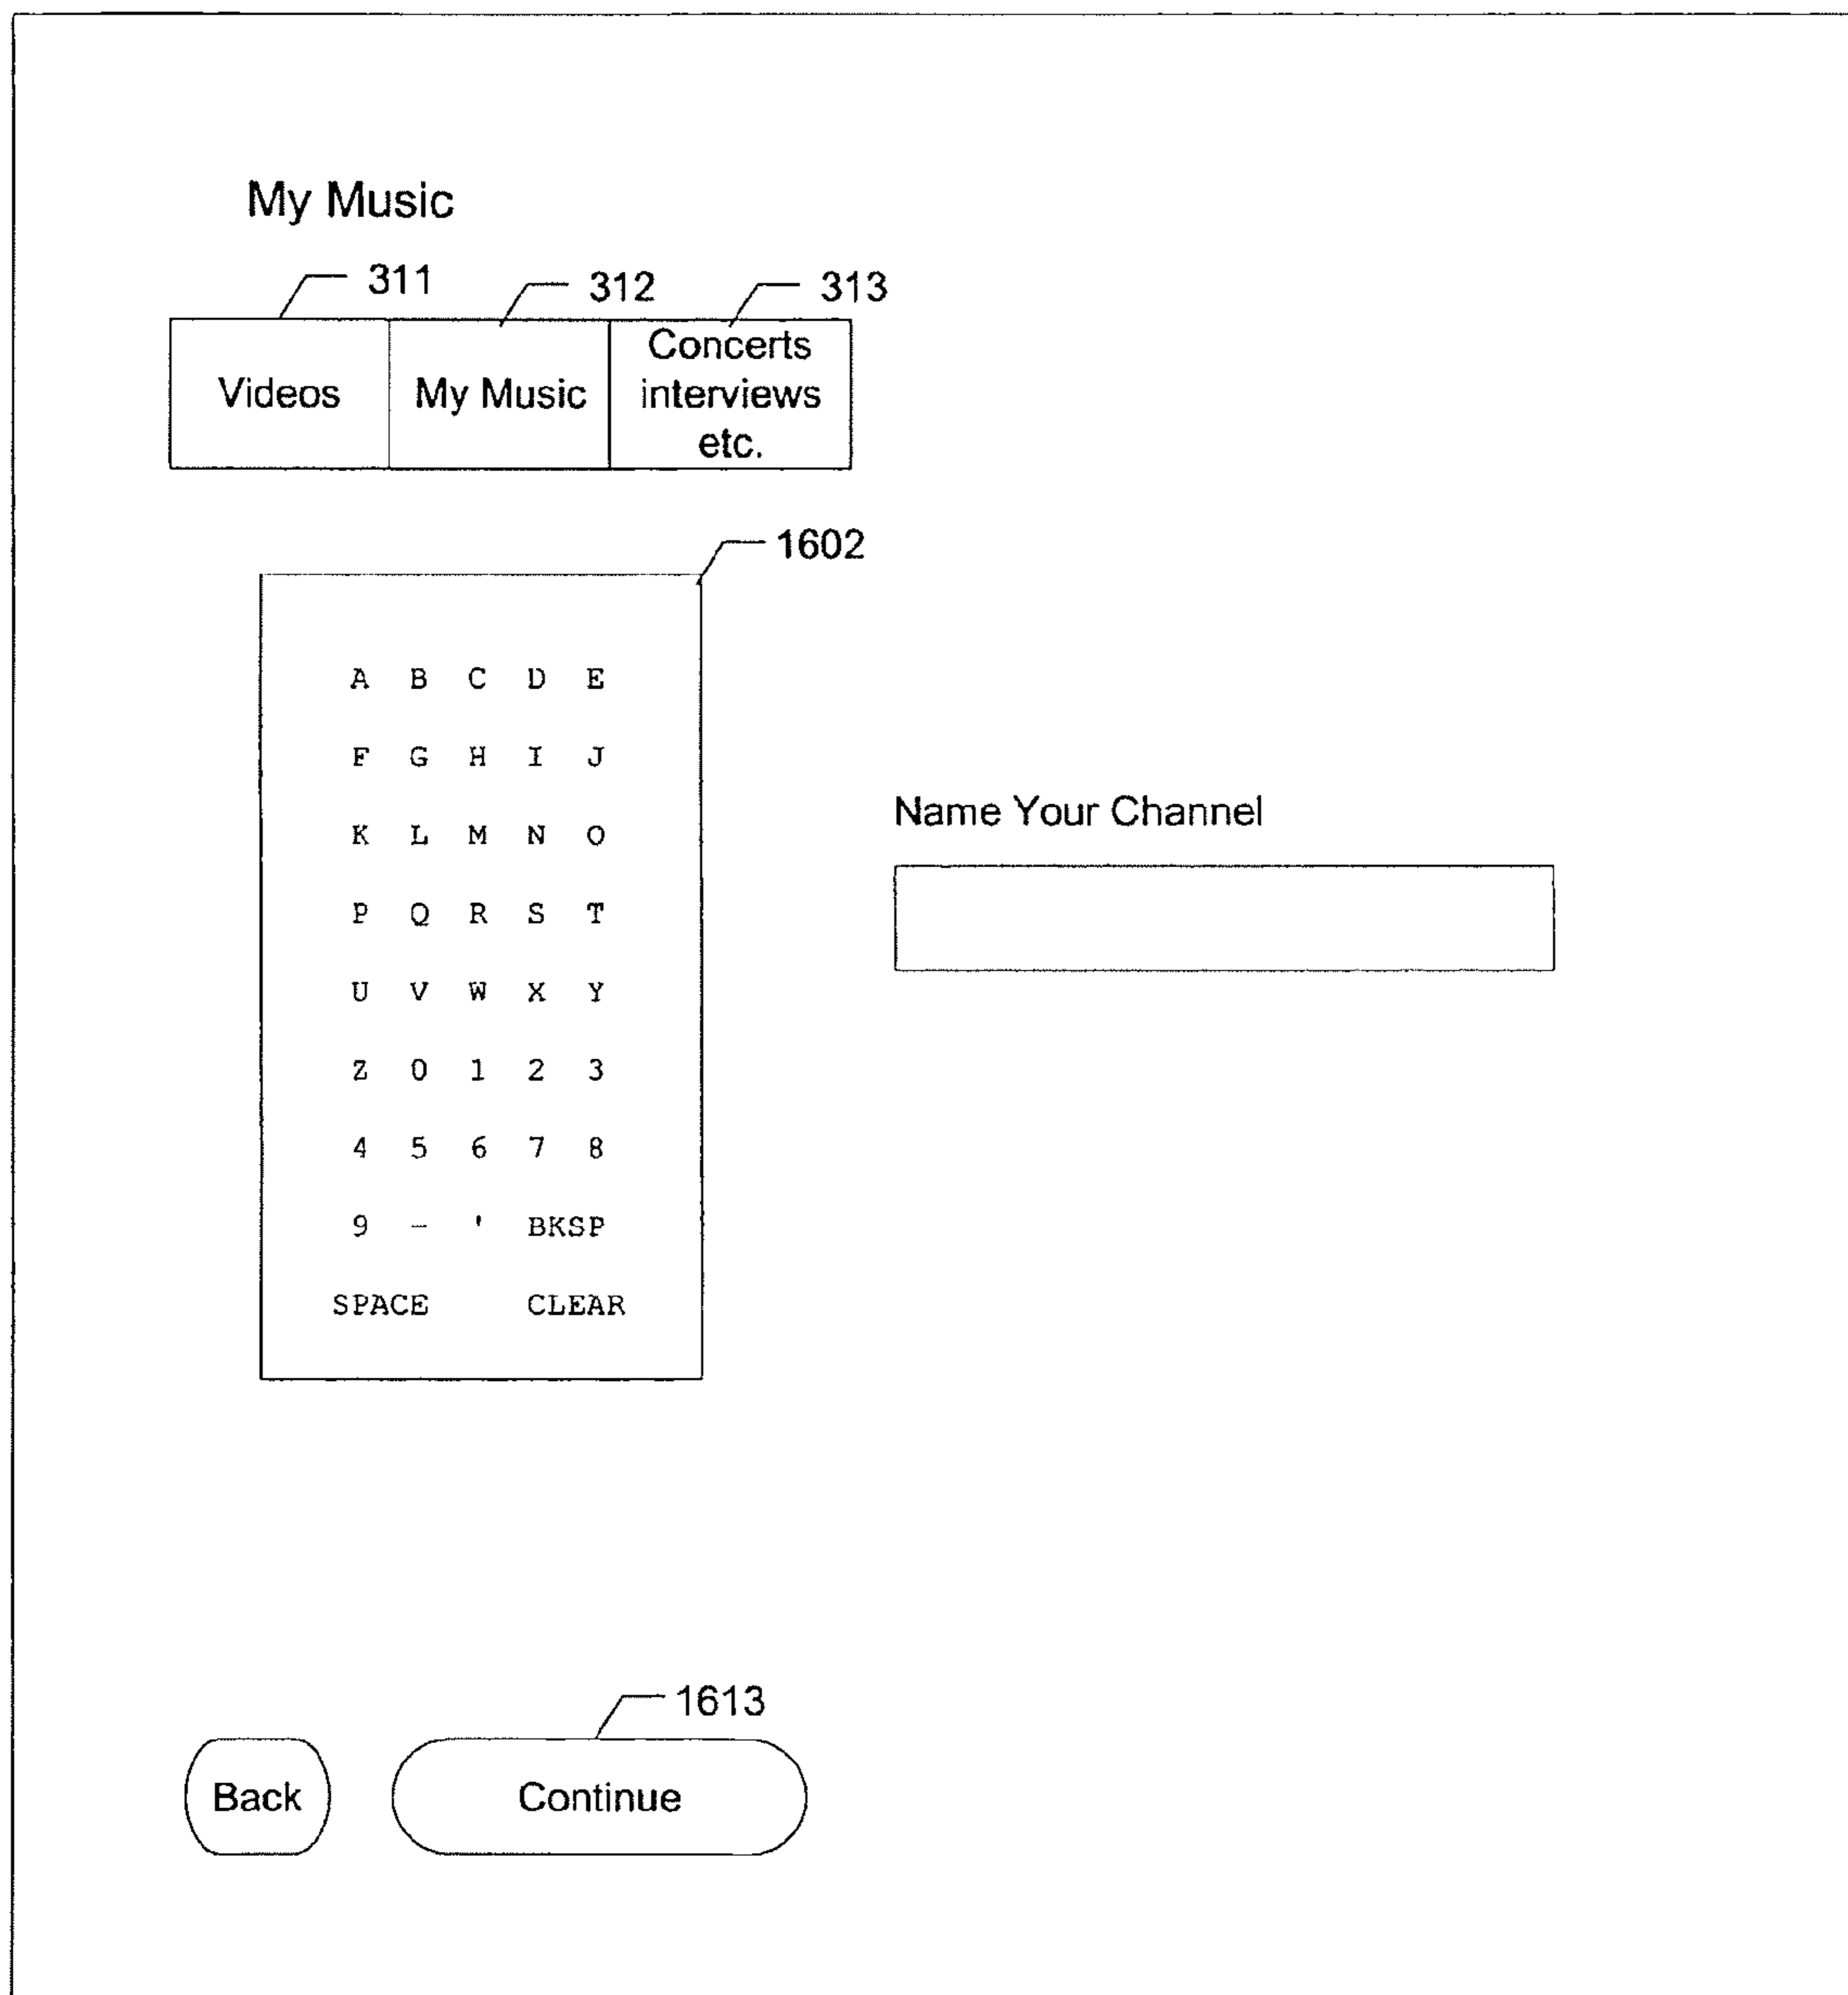 My Music
311 312 313
Videos My Music Concerts
interviews
etc.
1602
A B C D E
F G H I J
K L M N O
P Q R S T
U V W X Y
Z 0 1 2 3
4 5 6 7 8
9 – ' BKSP
SPACE CLEAR
Name Your Channel
1613
Back Continue